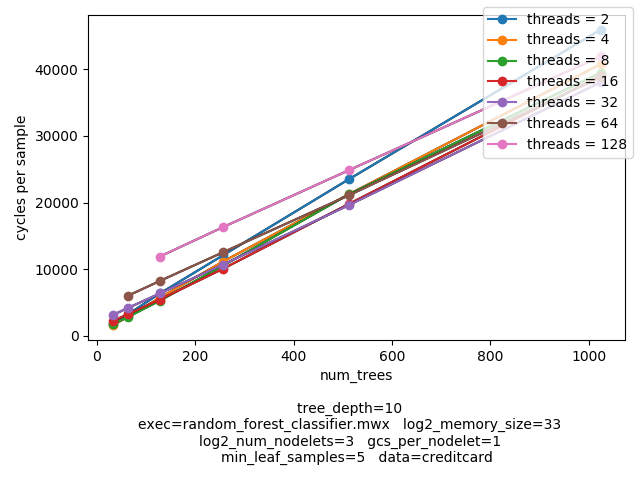 threads = 2
threads = 4
threads = 8
threads = 16
threads = 32
threads = 64
threads = 128
cycles per sample
40000
30000
20000
10000
0
0 200 400 600 800 1000
num_trees
tree_depth=10
exec=random_forest_classifier.mwx log2_memory_size=33
log2_num_nodelets=3 gcs_per_nodelet=1
min_leaf_samples=5 data=creditcard